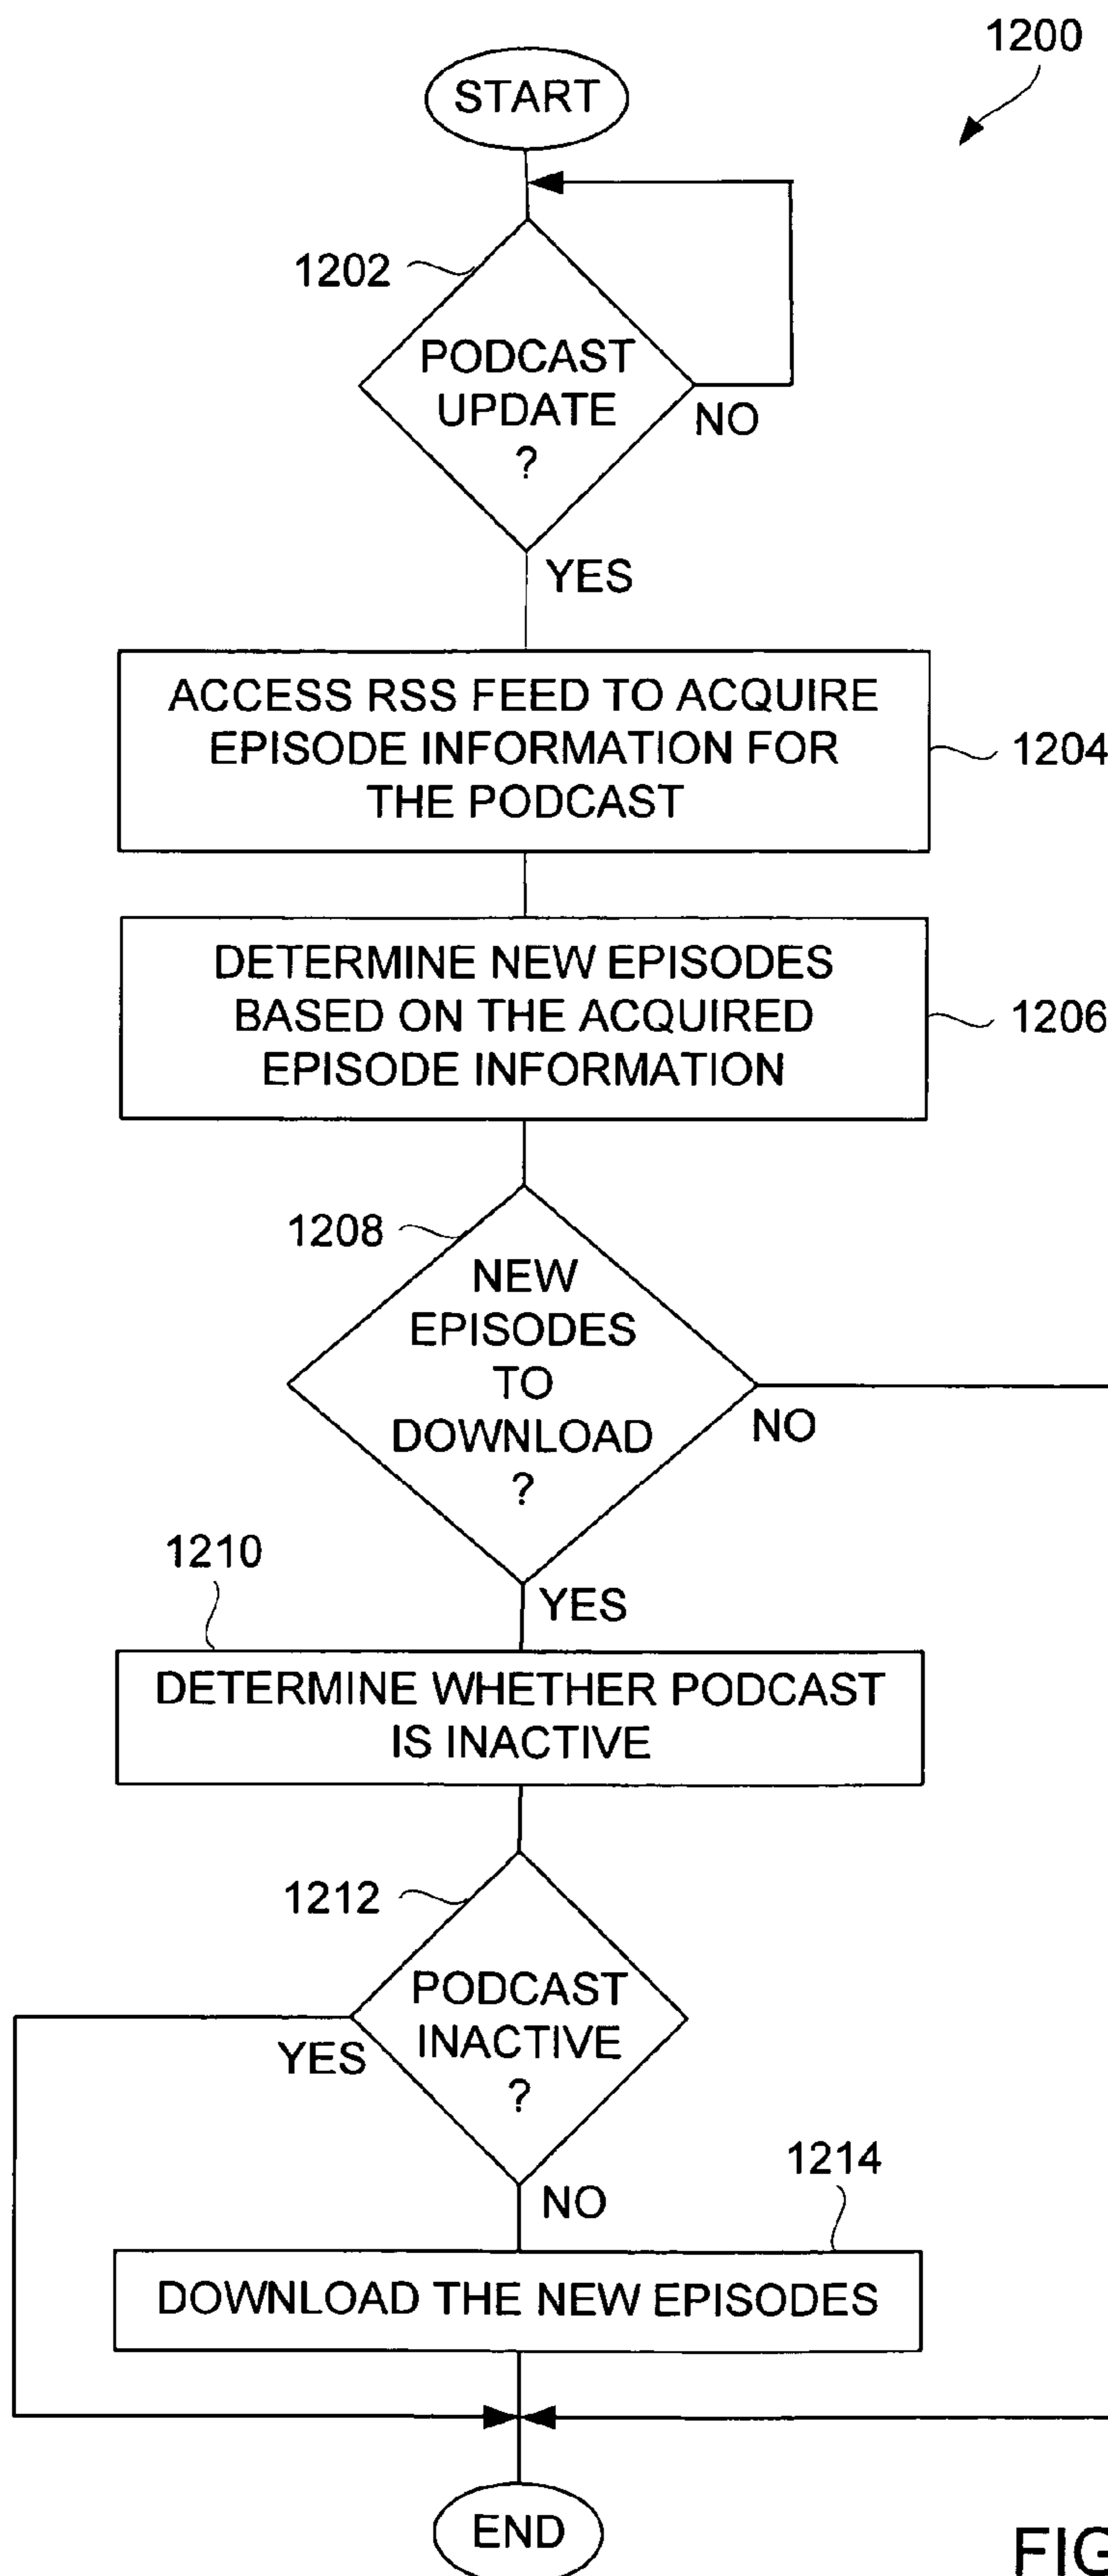 1200
START
1202
PODCAST
UPDATE
?
NO
YES
ACCESS RSS FEED TO ACQUIRE
EPISODE INFORMATION FOR
THE PODCAST
1204
DETERMINE NEW EPISODES
BASED ON THE ACQUIRED
EPISODE INFORMATION
1206
1208
NEW
EPISODES
TO
DOWNLOAD
?
NO
YES
1210
DETERMINE WHETHER PODCAST
IS INACTIVE
1212
PODCAST
INACTIVE
?
YES
NO
1214
DOWNLOAD THE NEW EPISODES
END
FIG